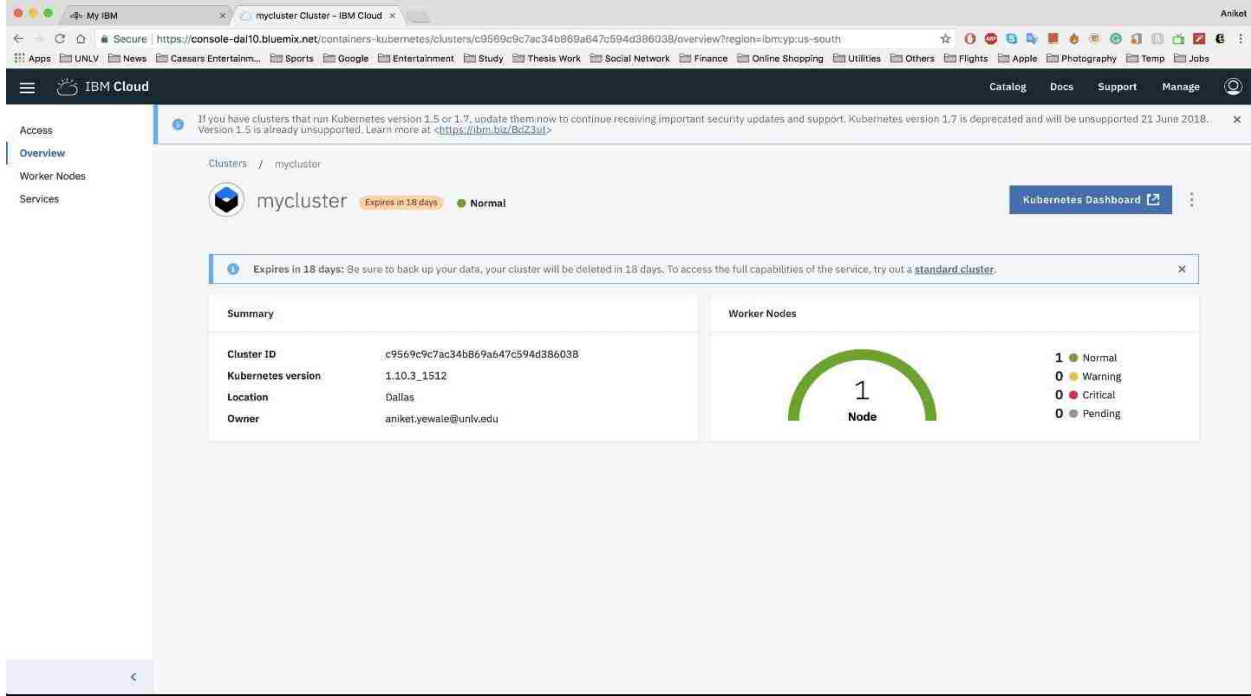 My IBM
mycluster Cluster - IBM Cloud
Aniket
Secure https://console-dal10.bluemix.net/containers-kubernetes/clusters/c9569c9c7ac34b869a647c594d386038/overview?region=ibm:yp:us-south
Apps UNLV News Caesars Entertainm... Sports Google Entertainment Study Thesis Work Social Network Finance Online Shopping Utilities Others Flights Apple Photography Temp Jobs
IBM Cloud Catalog Docs Support Manage
Access
Overview
Worker Nodes
Services
If you have clusters that run Kubernetes version 1.5 or 1.7, update them now to continue receiving important security updates and support. Kubernetes version 1.7 is deprecated and will be unsupported 21 June 2018.
Version 1.5 is already unsupported. Learn more at <https://ibm.biz/BdZ3ut>
Clusters / mycluster
mycluster Expires in 18 days Normal
Kubernetes Dashboard
Expires in 18 days: Be sure to back up your data, your cluster will be deleted in 18 days. To access the full capabilities of the service, try out a standard cluster.
Summary
Cluster ID c9569c9c7ac34b869a647c594d386038
Kubernetes version 1.10.3_1512
Location Dallas
Owner aniket.yewale@unlv.edu
Worker Nodes
1
Node
1 Normal
0 Warning
0 Critical
0 Pending